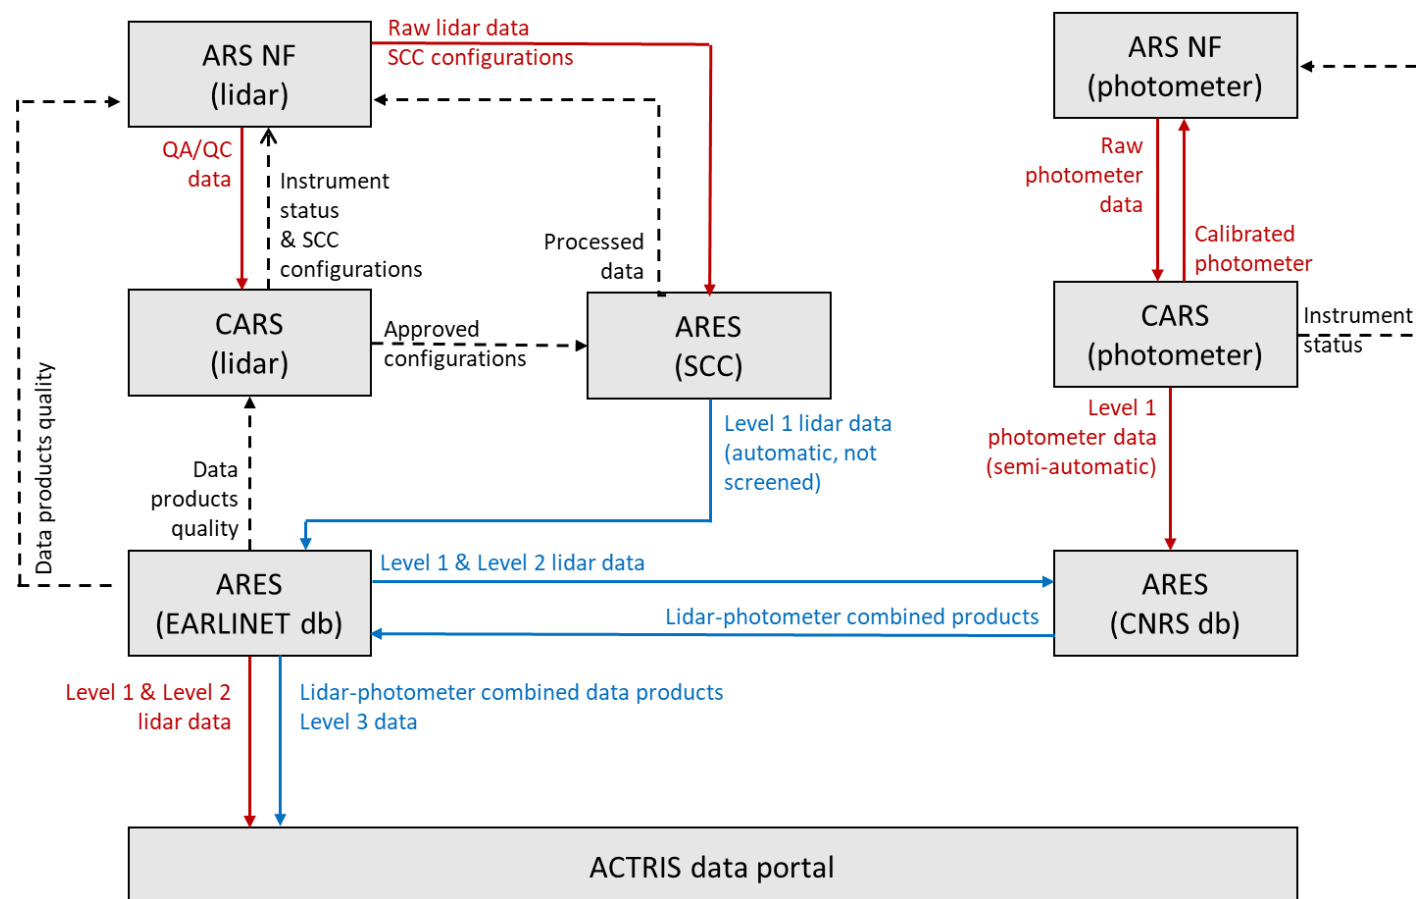 ARS NF
(lidar)
Raw lidar data
SCC configurations
ARS NF
(photometer)
QA/QC
data
Instrument
status
& SCC
configurations
Processed
data
Raw
photometer
data
Calibrated
photometer
CARS
(lidar)
Approved
configurations
ARES
(SCC)
CARS
(photometer)
Instrument
status
Data products quality
Data
products
quality
Level 1 lidar data
(automatic, not
screened)
Level 1
photometer data
(semi-automatic)
ARES
(EARLINET db)
Level 1 & Level 2 lidar data
Lidar-photometer combined products
ARES
(CNRS db)
Level 1 & Level 2
lidar data
Lidar-photometer combined data products
Level 3 data
ACTRIS data portal